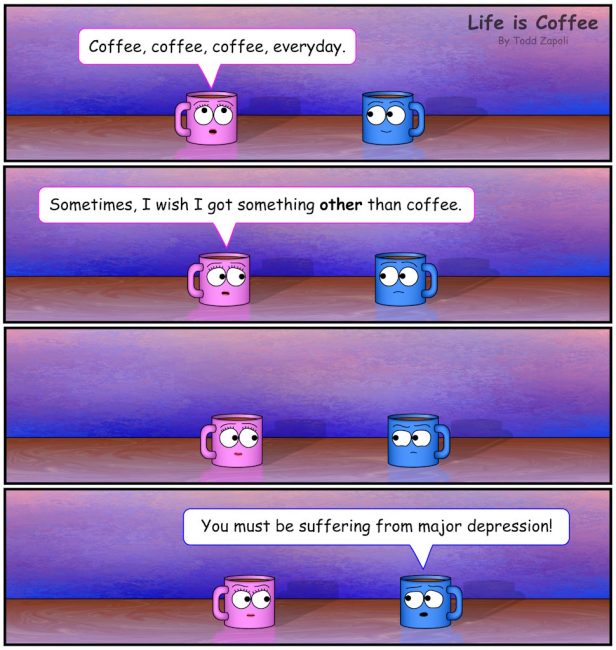 Life is Coffee
By Todd Zapoli
Coffee, coffee, coffee, everyday.
Sometimes, I wish I got something other than coffee.
You must be suffering from major depression!